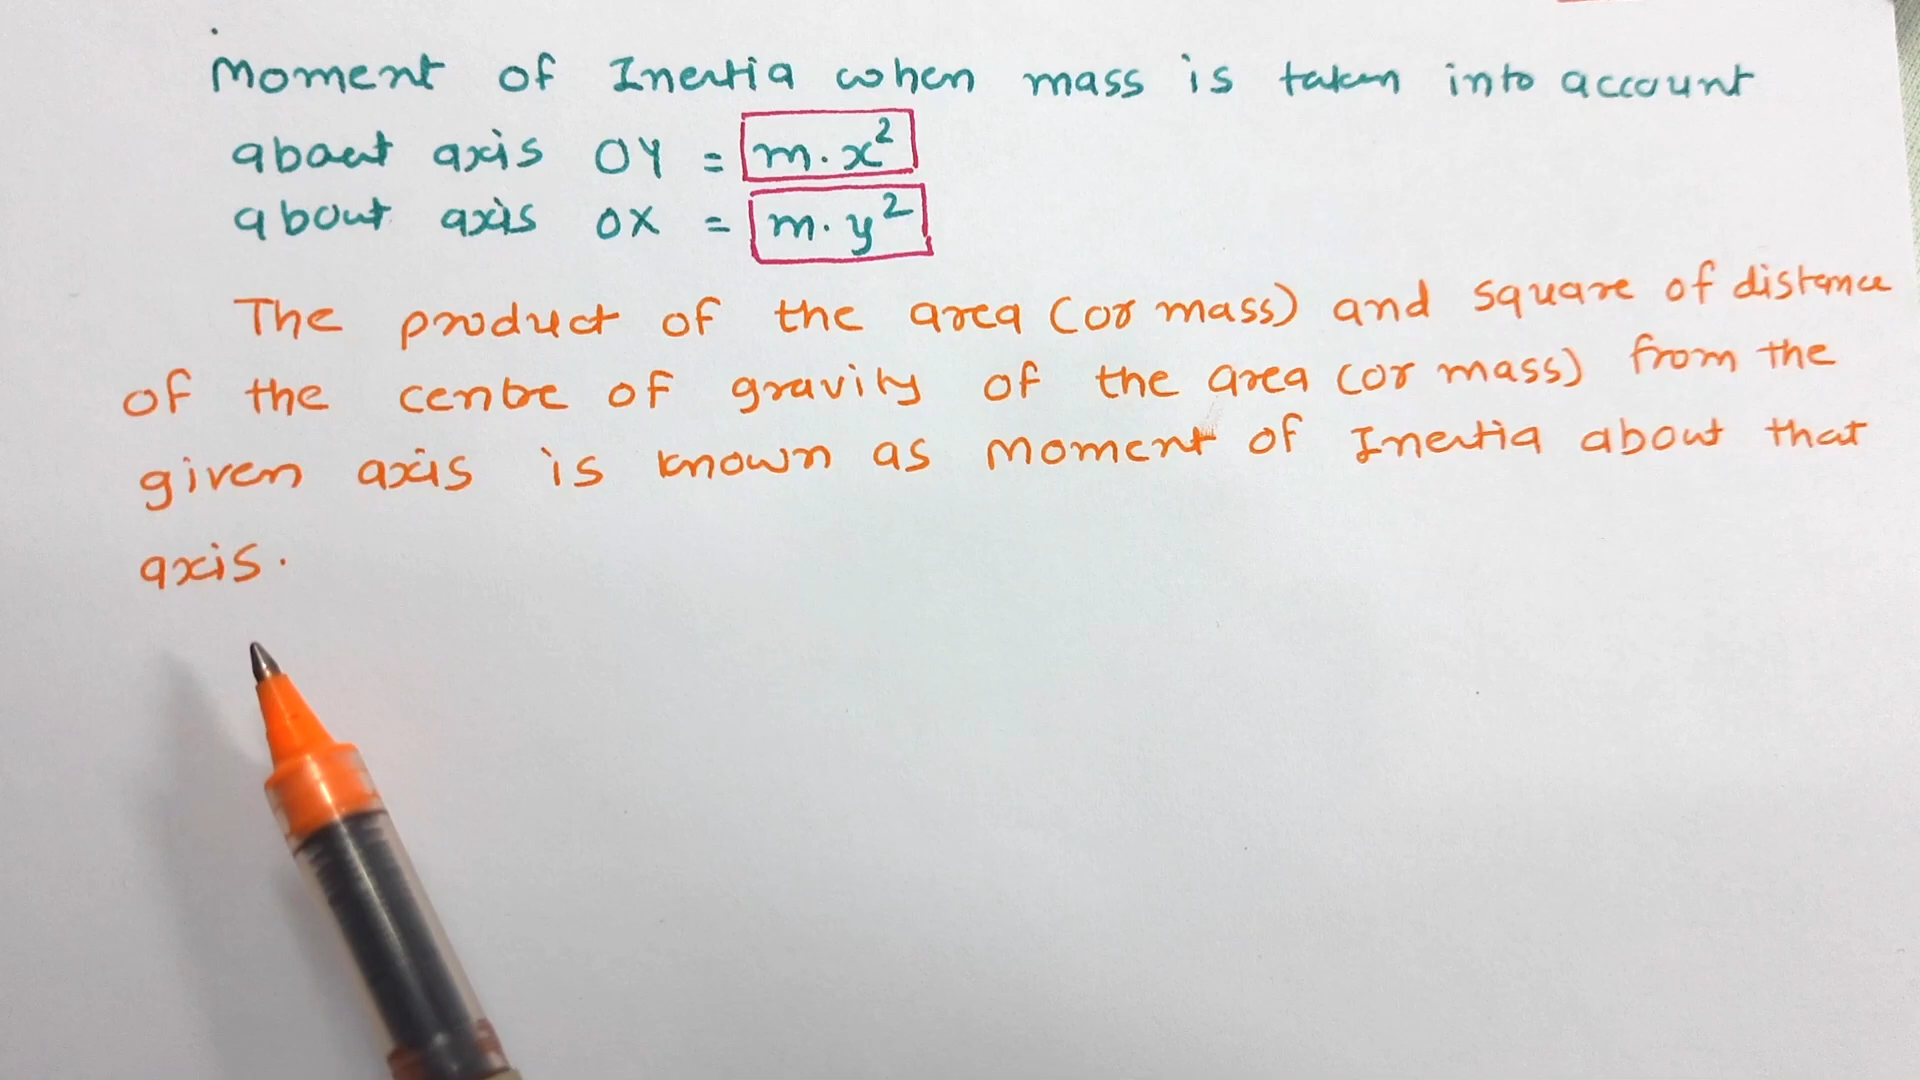 Moment of Inertia when mass is taken into account
about axis OY = m.x²
about axis OX = m.y²
The product of the area (or mass) and square of distance
of the centre of gravity of the area (or mass) from the
given axis is known as Moment of Inertia about that
axis.